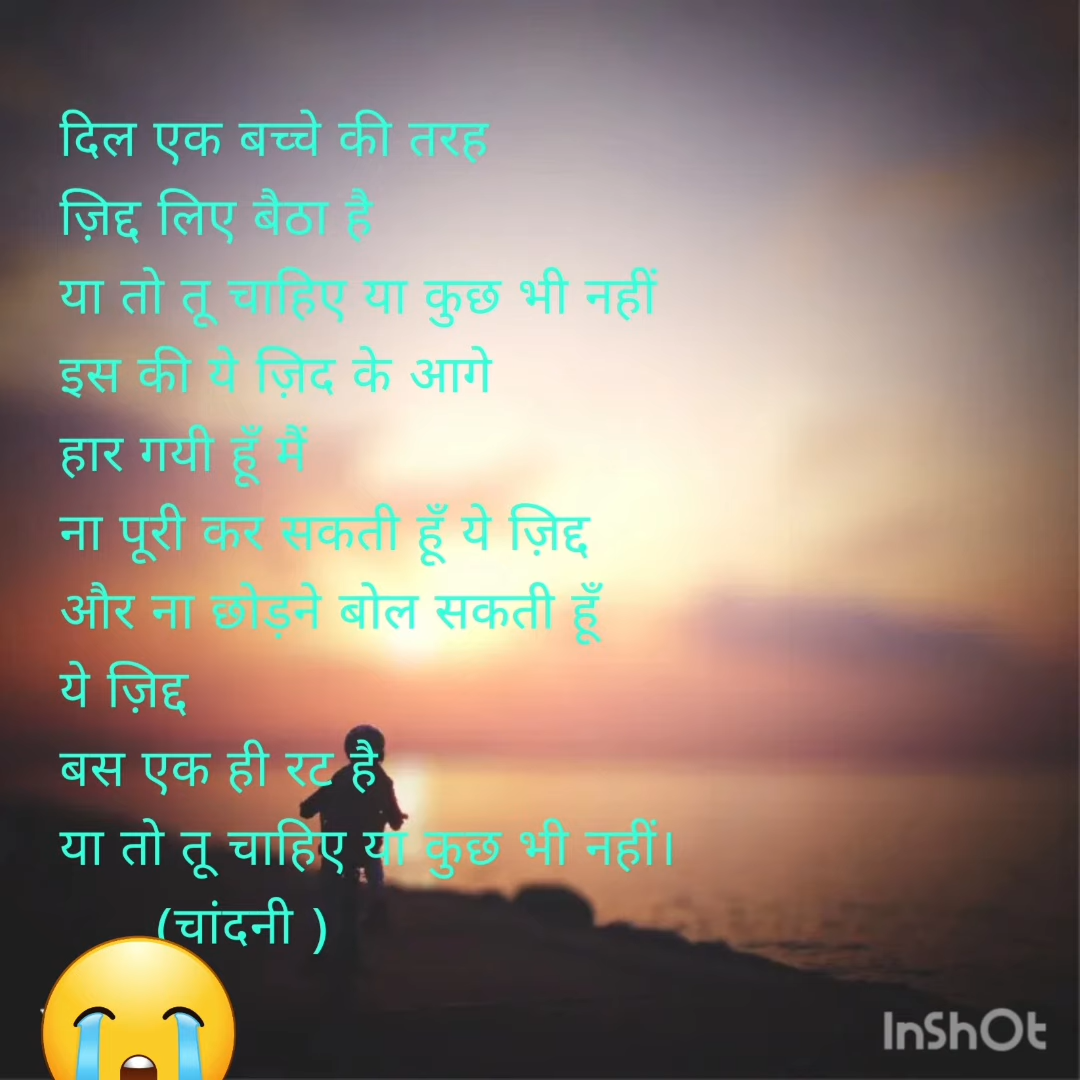 दिल एक बच्चे की तरह
ज़िद्द लिए बैठा है
या तो तू चाहिए या कुछ भी नहीं
इस की ये ज़िद के आगे
हार गयी हूँ मैं
ना पूरी कर सकती हूँ ये ज़िद्द
और ना छोड़ने बोल सकती हूँ
ये ज़िद्द
बस एक ही रट है
या तो तू चाहिए या कुछ भी नहीं।
(चांदनी )
InShOt